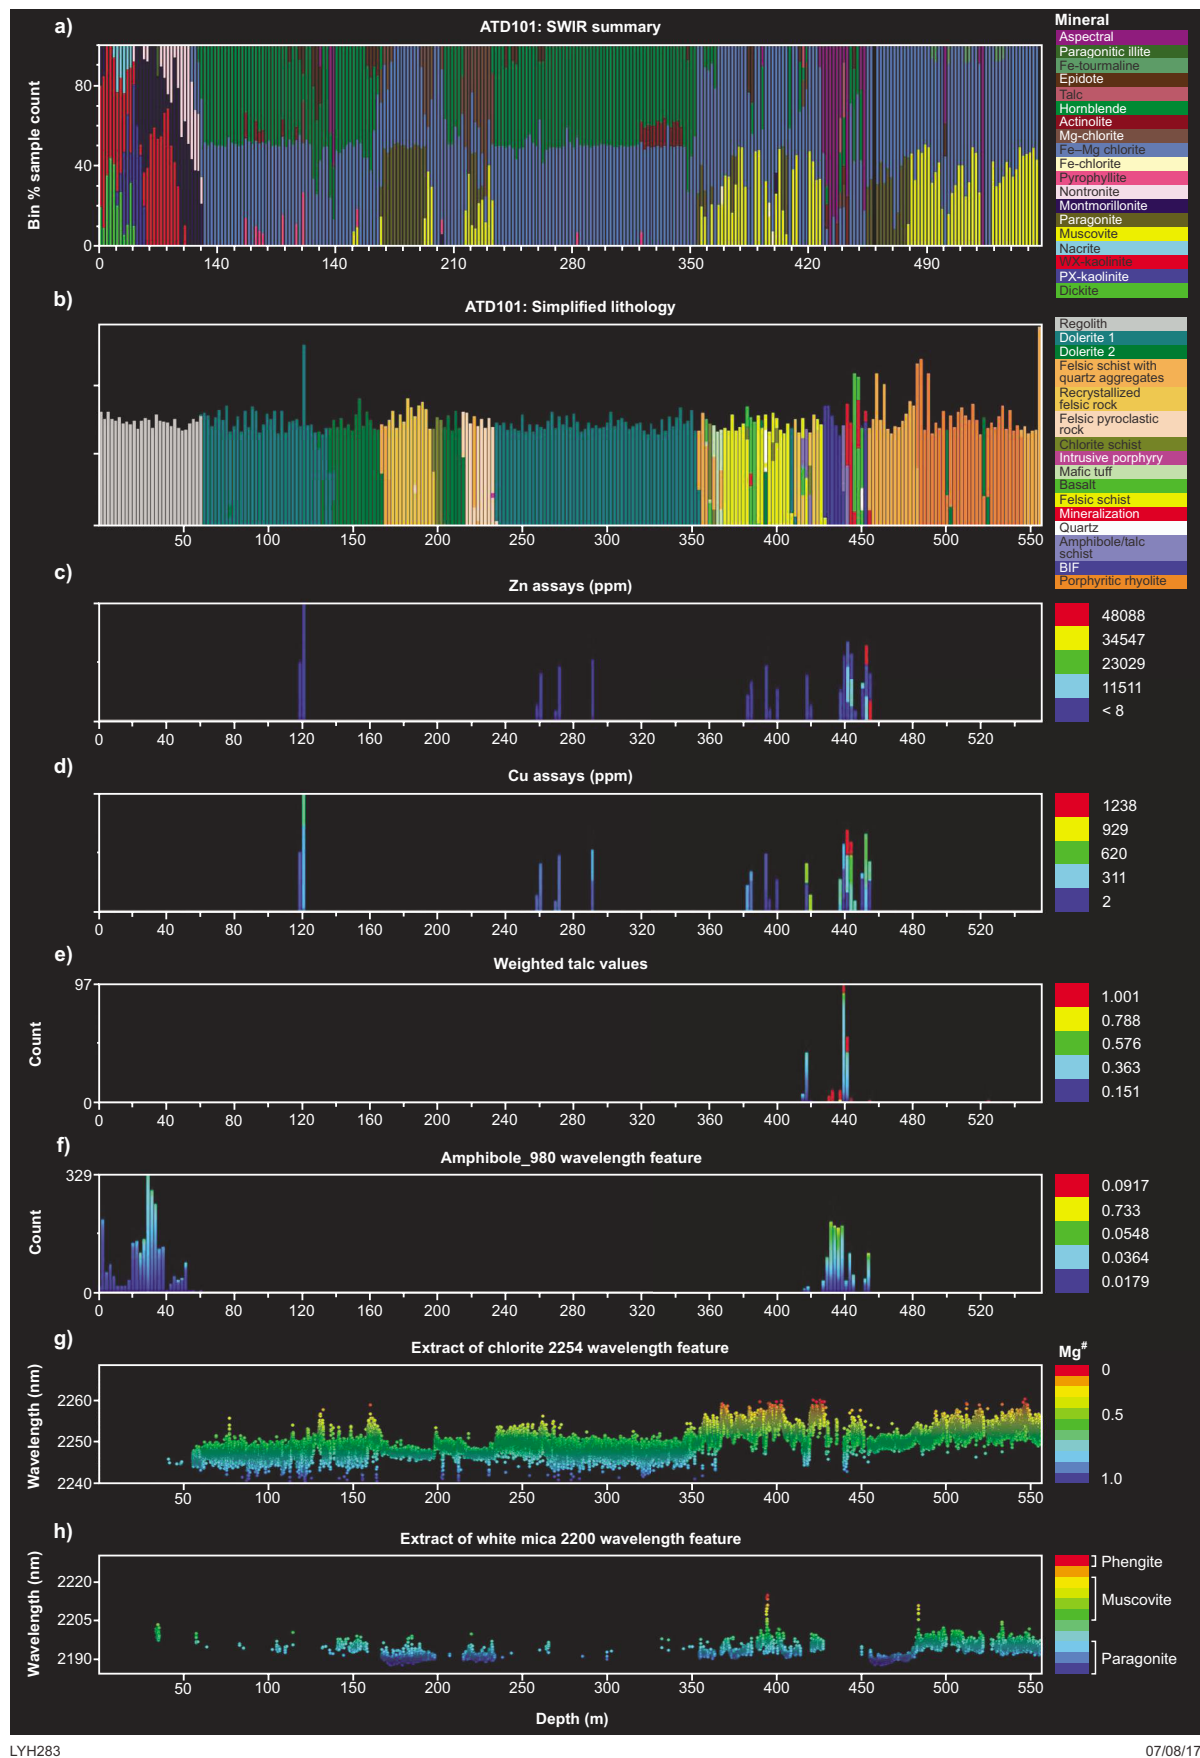 a)
ATD101: SWIR summary
Bin % sample count
80
40
0
0 140 140 210 280 350 420 490
Mineral
Aspectral
Paragonitic illite
Fe-tourmaline
Epidote
Talc
Hornblende
Actinolite
Mg-chlorite
Fe–Mg chlorite
Fe-chlorite
Pyrophyllite
Nontronite
Montmorillonite
Paragonite
Muscovite
Nacrite
WX-kaolinite
PX-kaolinite
Dickite
b)
ATD101: Simplified lithology
50 100 150 200 250 300 350 400 450 500 550
Regolith
Dolerite 1
Dolerite 2
Felsic schist with
quartz aggregates
Recrystallized
felsic rock
Felsic pyroclastic
rock
Chlorite schist
Intrusive porphyry
Mafic tuff
Basalt
Felsic schist
Mineralization
Quartz
Amphibole/talc
schist
BIF
Porphyritic rhyolite
c)
Zn assays (ppm)
0 40 80 120 160 200 240 280 320 360 400 440 480 520
48088
34547
23029
11511
< 8
d)
Cu assays (ppm)
0 40 80 120 160 200 240 280 320 360 400 440 480 520
1238
929
620
311
2
e)
Weighted talc values
Count
97
0
0 40 80 120 160 200 240 280 320 360 400 440 480 520
1.001
0.788
0.576
0.363
0.151
f)
Amphibole_980 wavelength feature
Count
329
0
0 40 80 120 160 200 240 280 320 360 400 440 480 520
0.0917
0.733
0.0548
0.0364
0.0179
g)
Extract of chlorite 2254 wavelength feature
Wavelength (nm)
2260
2250
2240
50 100 150 200 250 300 350 400 450 500 550
Mg#
0
0.5
1.0
h)
Extract of white mica 2200 wavelength feature
Wavelength (nm)
2220
2205
2190
50 100 150 200 250 300 350 400 450 500 550
Phengite
Muscovite
Paragonite
Depth (m)
LYH283
07/08/17